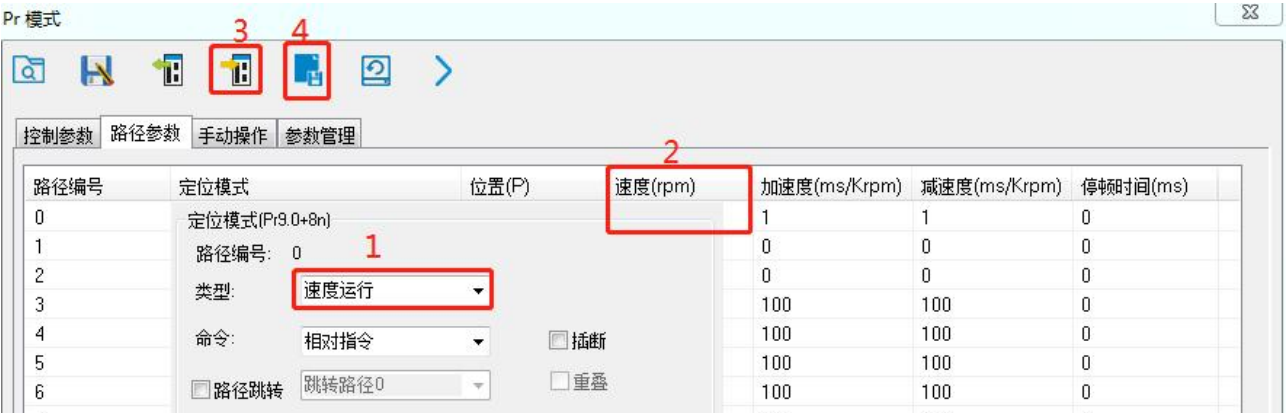 Pr 模式
3 4
控制参数 路径参数 手动操作 参数管理
2
路径编号 定位模式 位置(P) 速度(rpm) 加速度(ms/Krpm) 减速度(ms/Krpm) 停顿时间(ms)
0 定位模式(Pr9.0+8n) 1 1 0
1 路径编号: 0 1 0 0 0
2 类型: 速度运行 0 0 0
3 100 100 0
4 命令: 相对指令 插断 100 100 0
5 100 100 0
6 路径跳转 跳转路径0 重叠 100 100 0